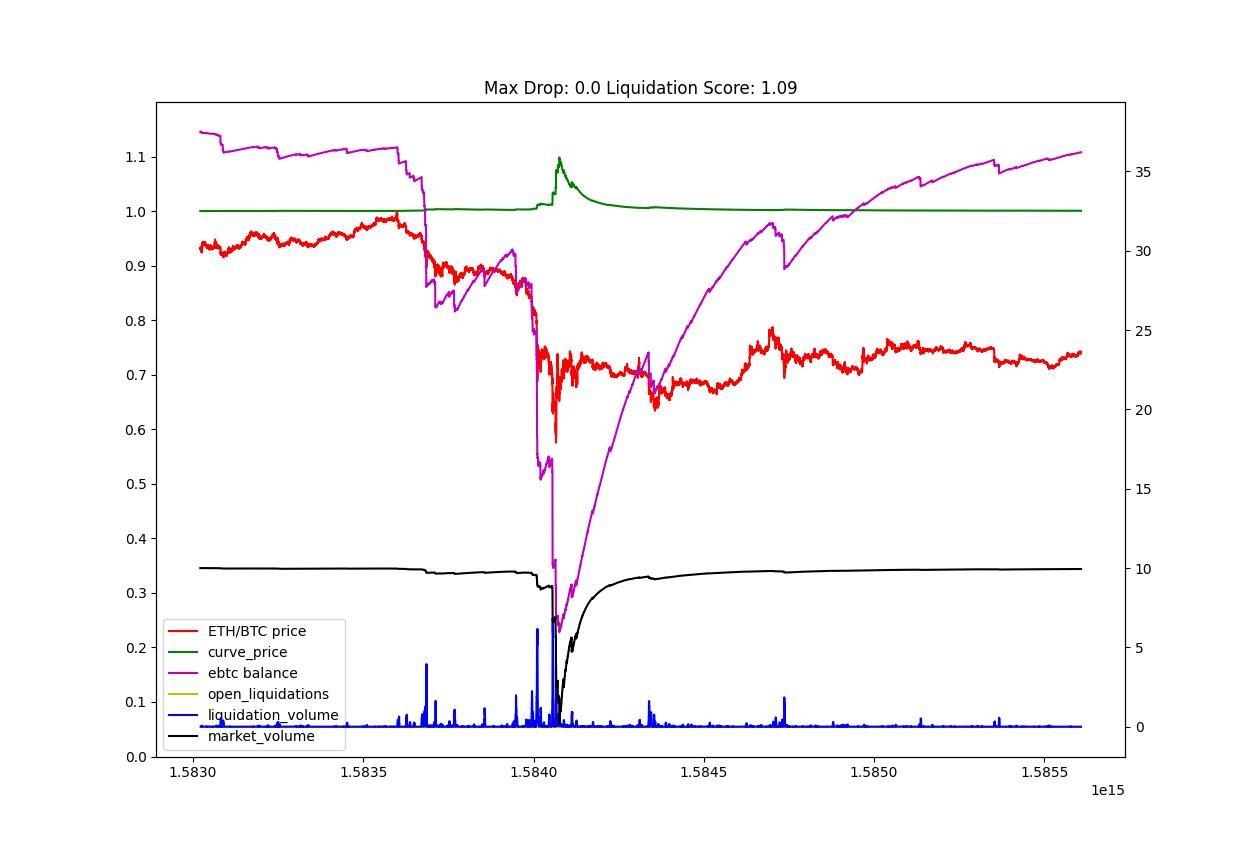 Max Drop: 0.0 Liquidation Score: 1.09
1.1
1.0
0.9
0.8
0.7
0.6
0.5
0.4
0.3
0.2
0.1
0.0
35
30
25
20
15
10
5
0
ETH/BTC price
curve_price
ebtc balance
open_liquidations
liquidation_volume
market_volume
1.5830 1.5835 1.5840 1.5845 1.5850 1.5855
1e15